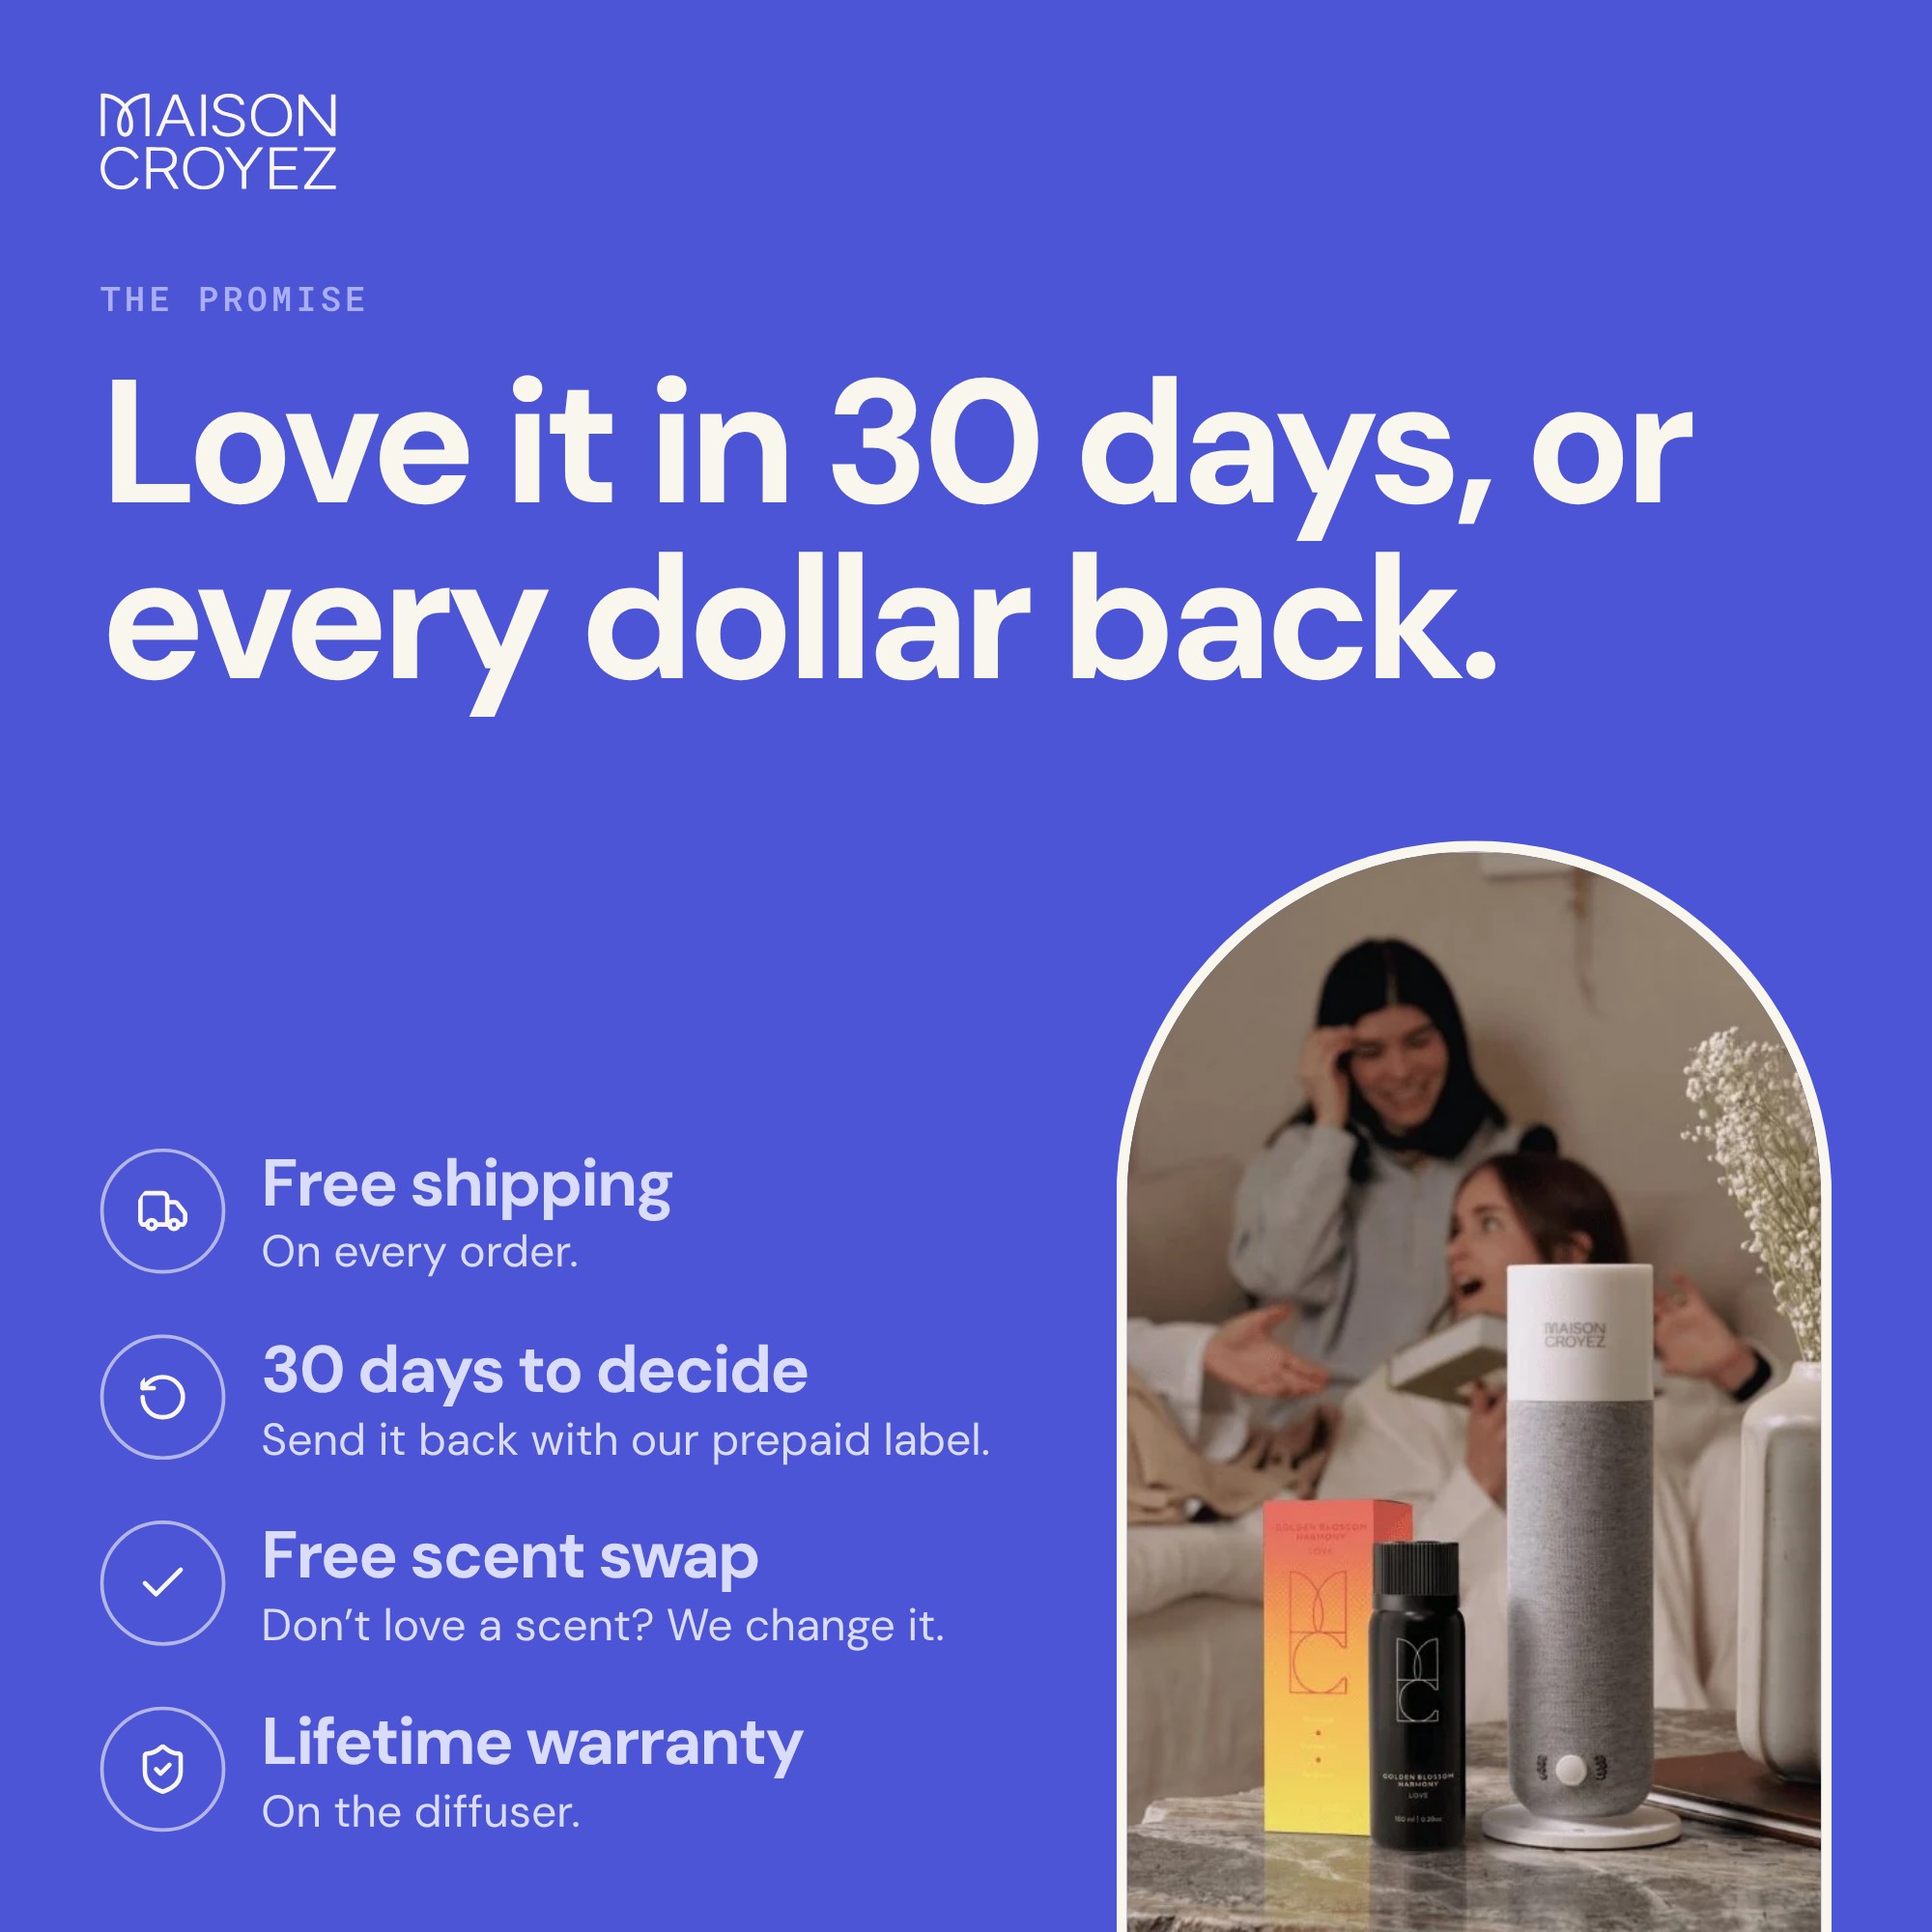 MAISON
CROYEZ
THE PROMISE
Love it in 30 days, or
every dollar back.
Free shipping
On every order.
30 days to decide
Send it back with our prepaid label.
Free scent swap
Don’t love a scent? We change it.
Lifetime warranty
On the diffuser.
MAISON
CROYEZ
GOLDEN BLOSSOM
HARMONY
LOVE
MC
MC
GOLDEN BLOSSOM
HARMONY
LOVE